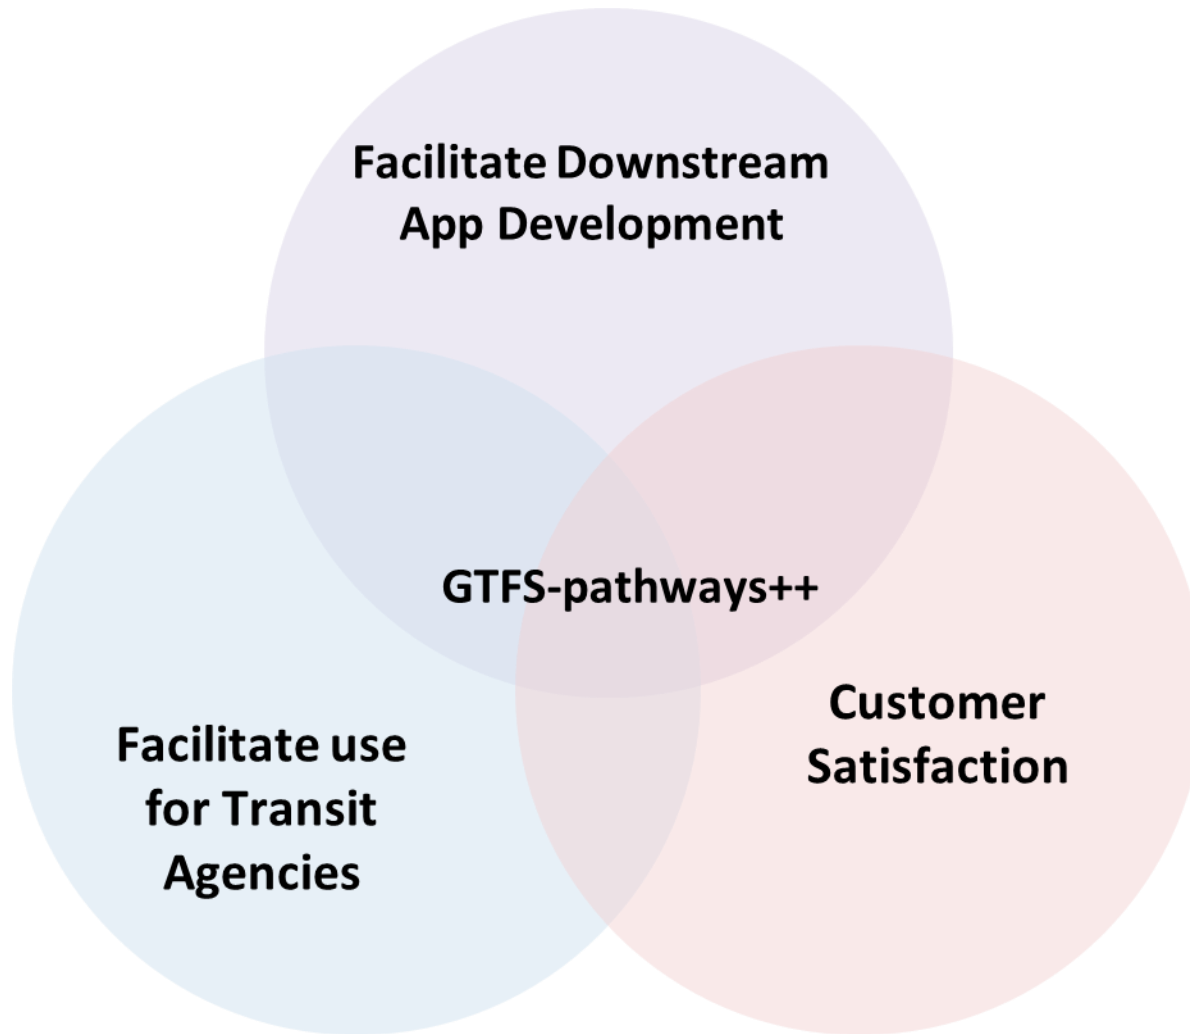 Facilitate Downstream
App Development
GTFS-pathways++
Customer
Satisfaction
Facilitate use
for Transit
Agencies